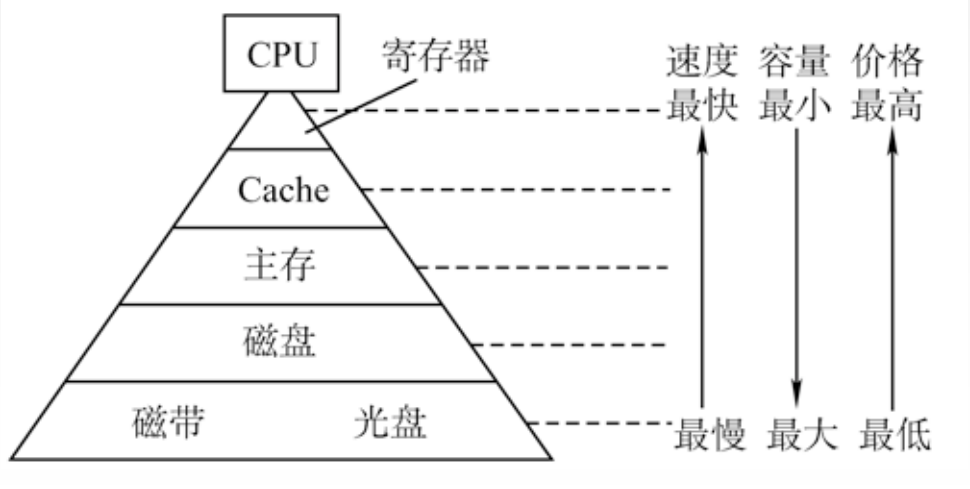 CPU
寄存器
速度 容量 价格
最快 最小 最高
Cache
主存
磁盘
磁带 光盘
最慢 最大 最低